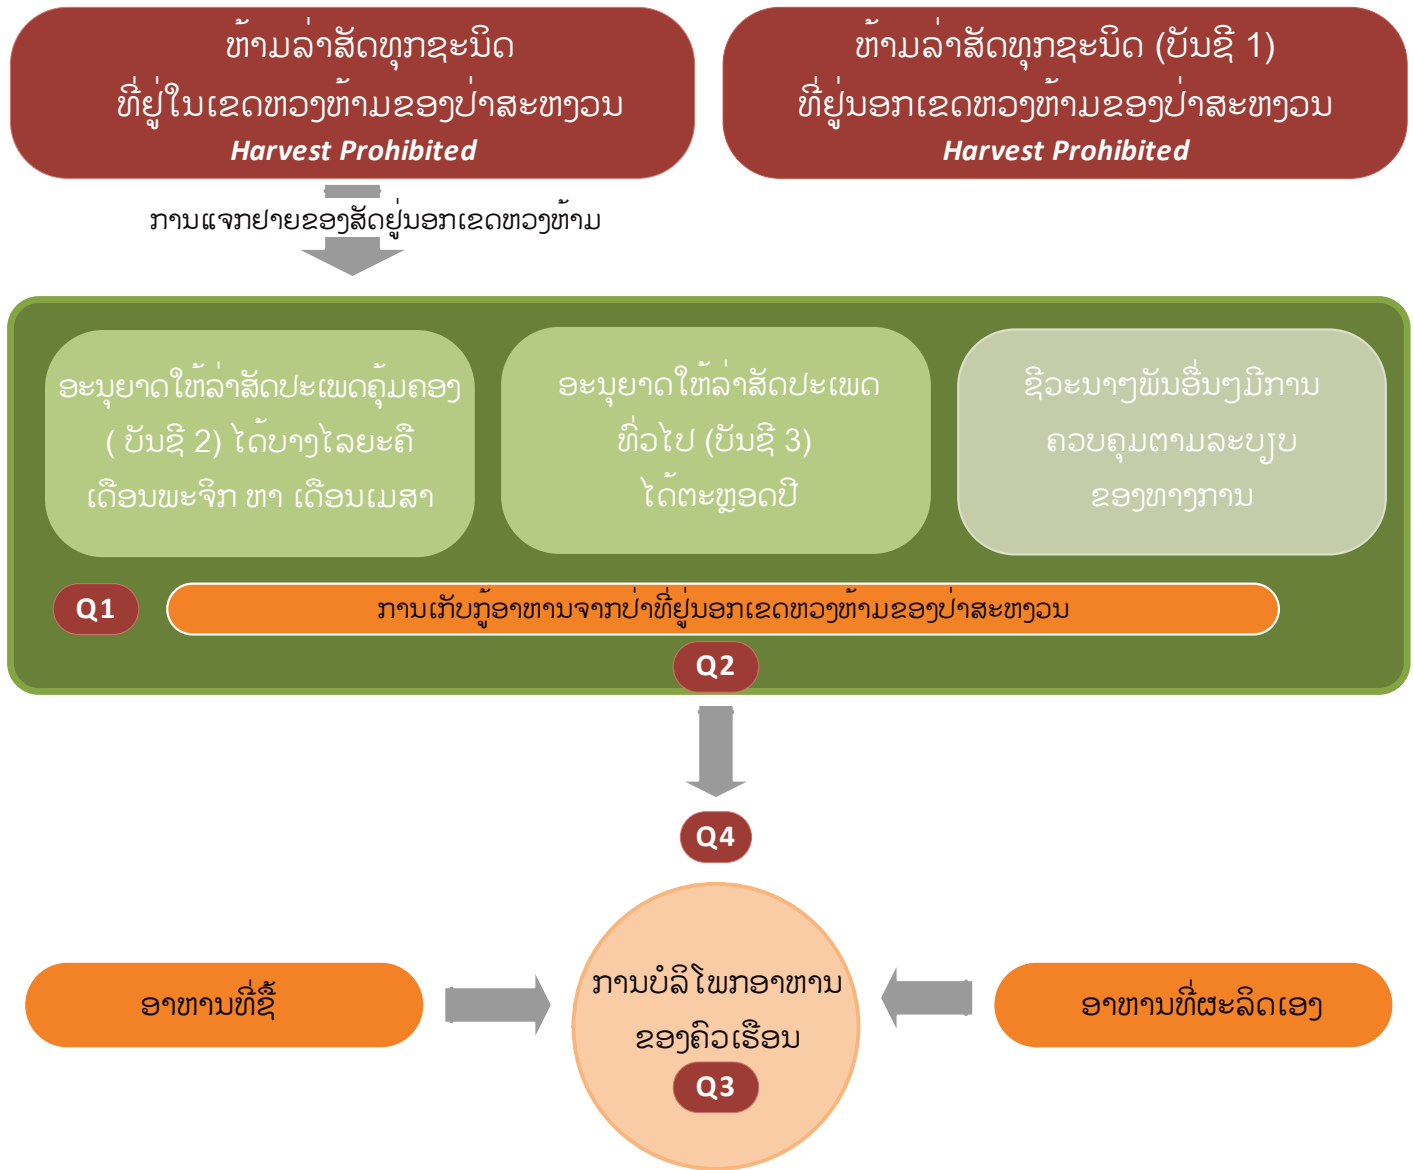 ຫ້າມລ່າສັດທຸກຊະນິດ
ທີ່ຢູ່ໃນເຂດຫວງຫ້າມຂອງປ່າສະຫງວນ
Harvest Prohibited
ຫ້າມລ່າສັດທຸກຊະນິດ (ບັນຊີ 1)
ທີ່ຢູ່ນອກເຂດຫວງຫ້າມຂອງປ່າສະຫງວນ
Harvest Prohibited
ການແຈກຢາຍຂອງສັດຢູ່ນອກເຂດຫວງຫ້າມ
ອະນຸຍາດໃຫ້ລ່າສັດປະເພດຄຸ້ມຄອງ
( ບັນຊີ 2) ໄດ້ບາງໄລຍະຄື
ເດືອນພະຈິກ ຫາ ເດືອນເມສາ
ອະນຸຍາດໃຫ້ລ່າສັດປະເພດ
ທົ່ວໄປ (ບັນຊີ 3)
ໄດ້ຕະຫຼອດປີ
ຊີວະນາໆພັນອື່ນໆມີການ
ຄວບຄຸມຕາມລະບຽບ
ຂອງທາງການ
Q1
ການເກັບກູ້ອາຫານຈາກປ່າທີ່ຢູ່ນອກເຂດຫວງຫ້າມຂອງປ່າສະຫງວນ
Q2
Q4
ອາຫານທີ່ຊື້
ການບໍລິໂພກອາຫານ
ຂອງຄົວເຮືອນ
Q3
ອາຫານທີ່ຜະລິດເອງ